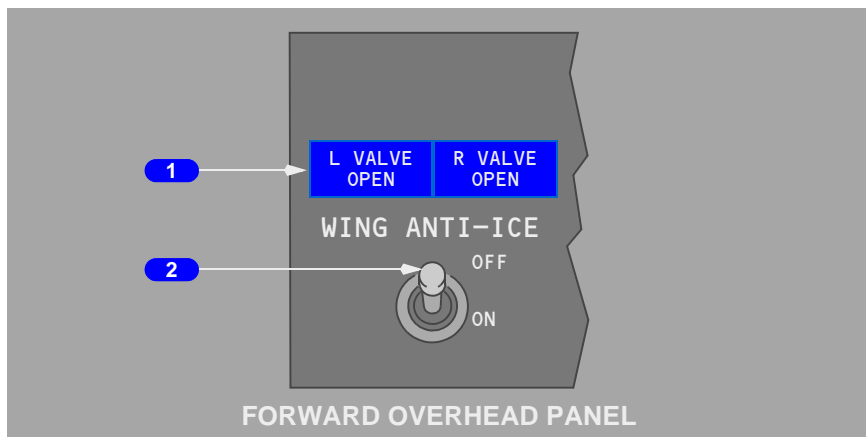 1
L VALVE
OPEN
R VALVE
OPEN
WING ANTI-ICE
2
OFF
ON
FORWARD OVERHEAD PANEL